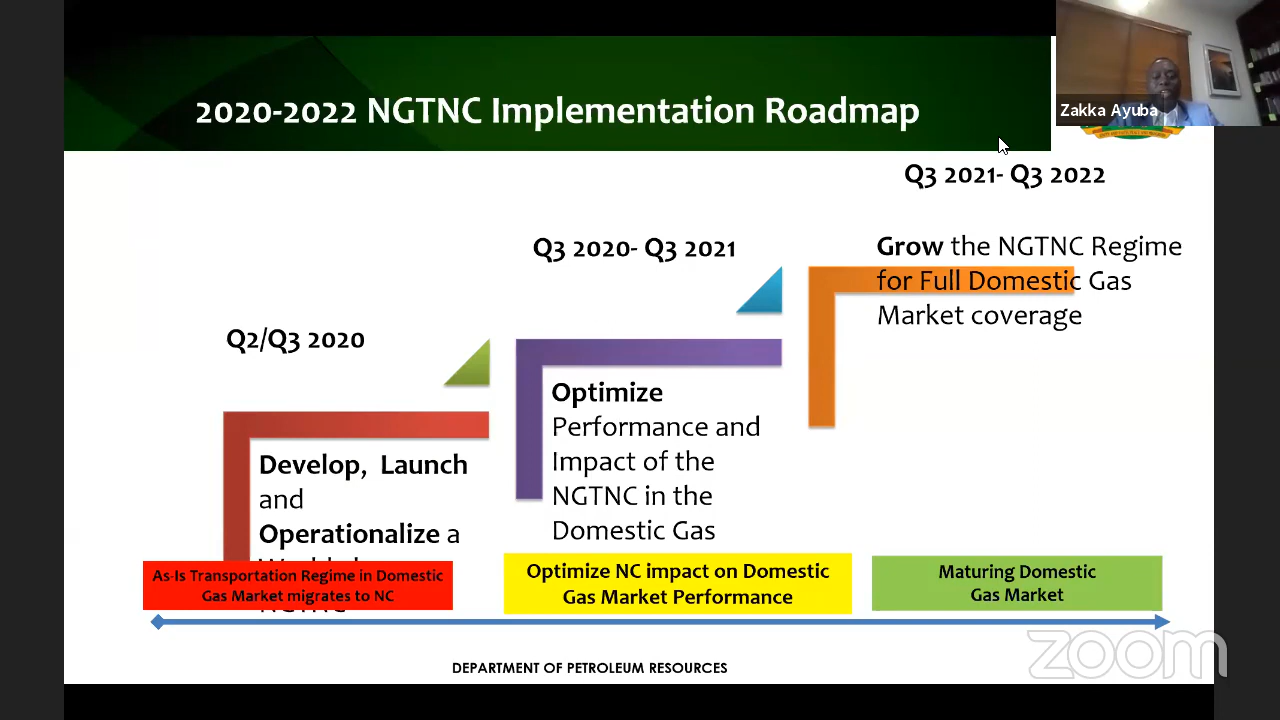 2020-2022 NGTNC Implementation Roadmap
Zakka Ayuba
Q3 2021- Q3 2022
Grow the NGTNC Regime
for Full Domestic Gas
Market coverage
Q3 2020- Q3 2021
Optimize
Performance and
Impact of the
NGTNC in the
Domestic Gas
Q2/Q3 2020
Develop, Launch
and
Operationalize a
As-Is Transportation Regime in Domestic
Gas Market migrates to NC
Optimize NC impact on Domestic
Gas Market Performance
Maturing Domestic
Gas Market
DEPARTMENT OF PETROLEUM RESOURCES
zoom